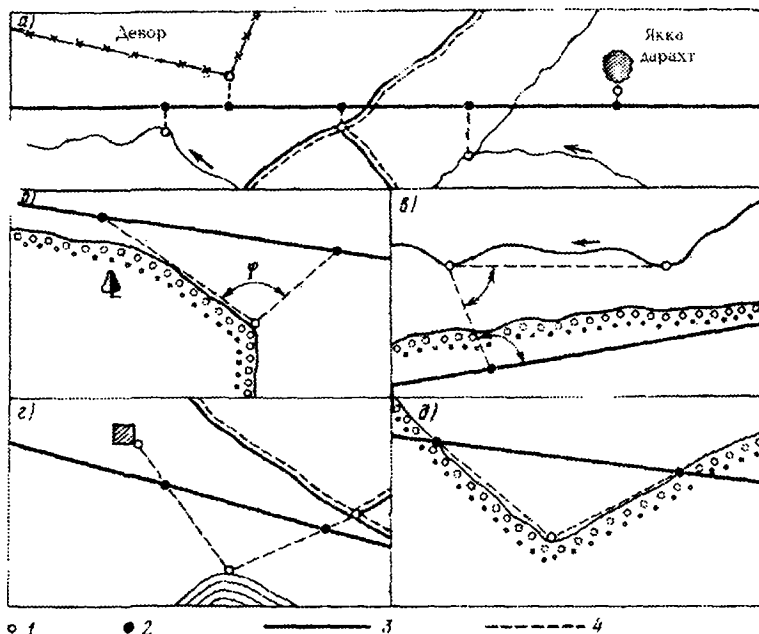 а)
Девор
Якка
дарахт
б)
φ
в)
г)
д)
1 2 3 4